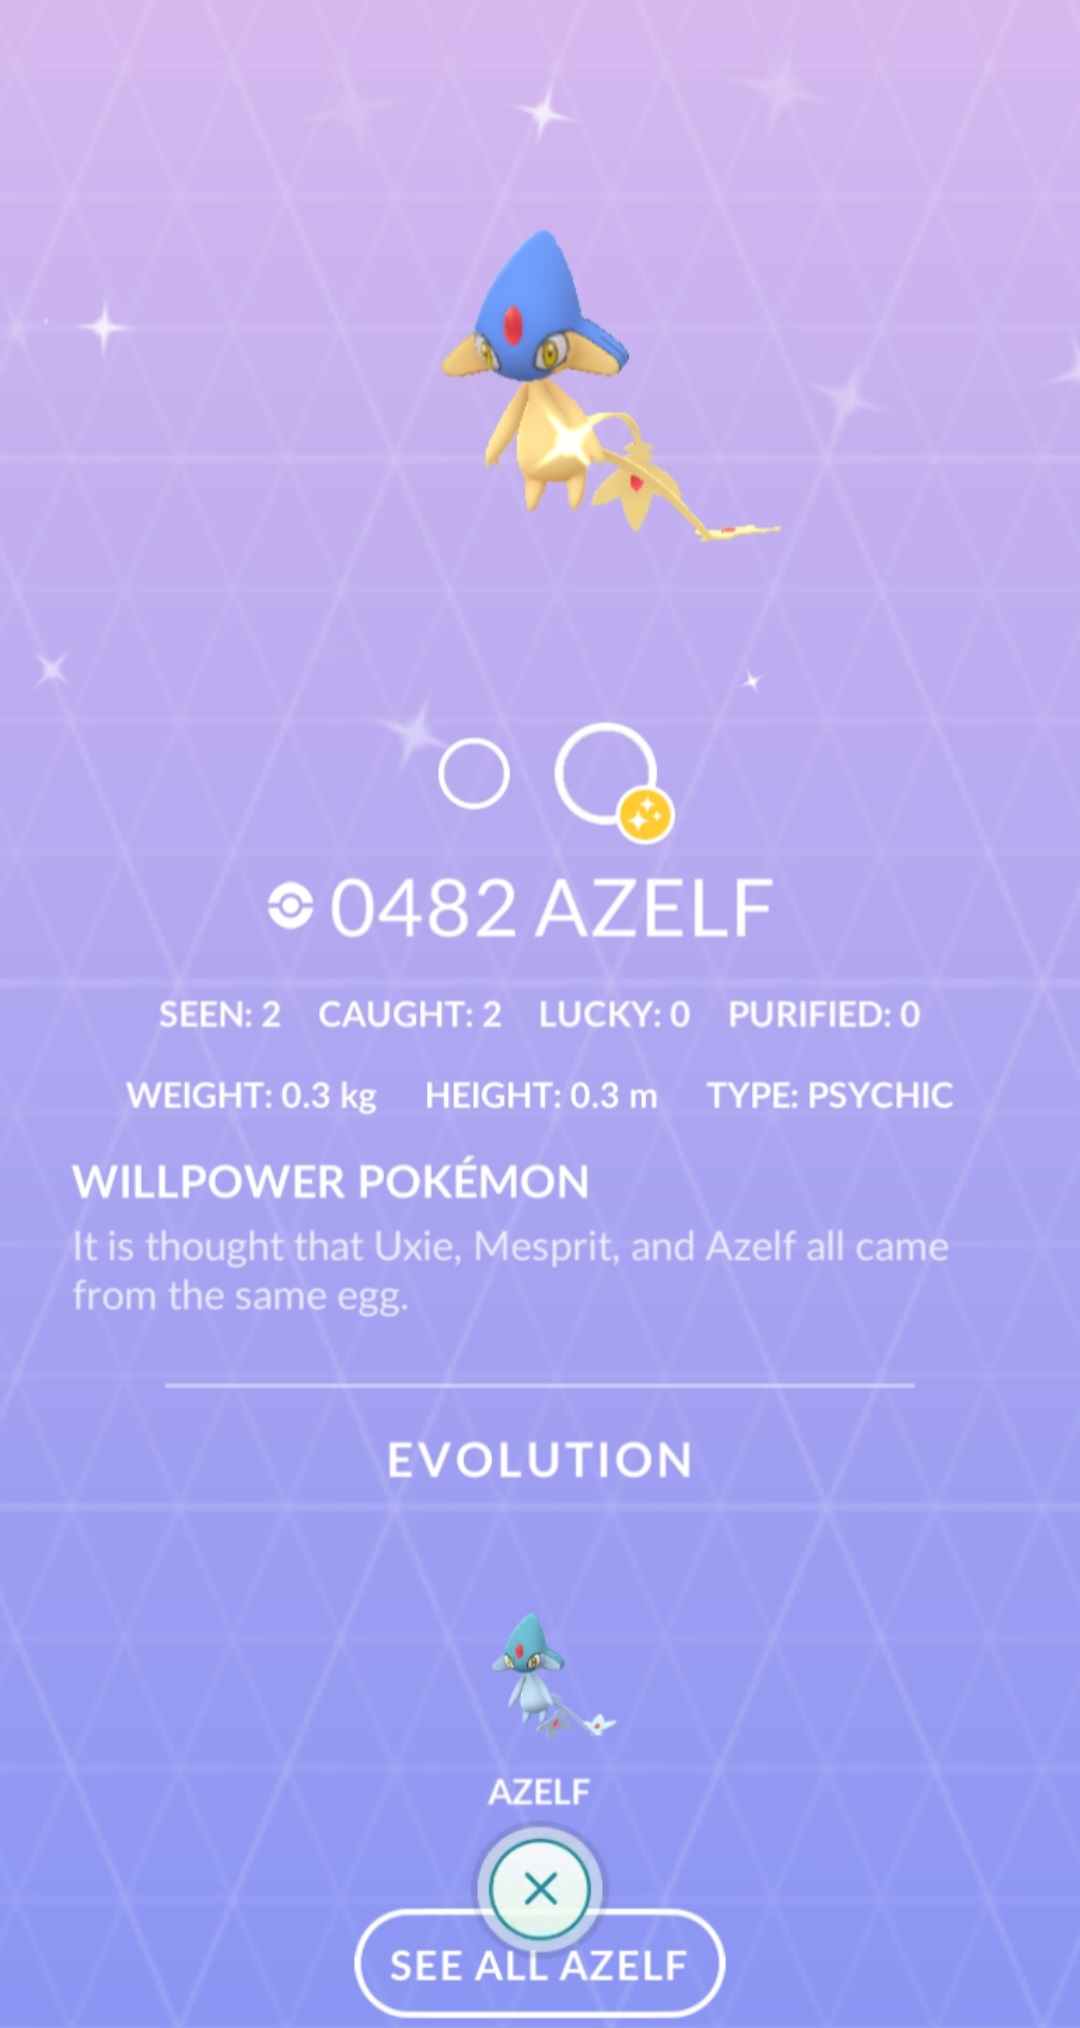 0482 AZELF
SEEN: 2 CAUGHT: 2 LUCKY: 0 PURIFIED: 0
WEIGHT: 0.3 kg HEIGHT: 0.3 m TYPE: PSYCHIC
WILLPOWER POKÉMON
It is thought that Uxie, Mesprit, and Azelf all came
from the same egg.
EVOLUTION
AZELF
SEE ALL AZELF